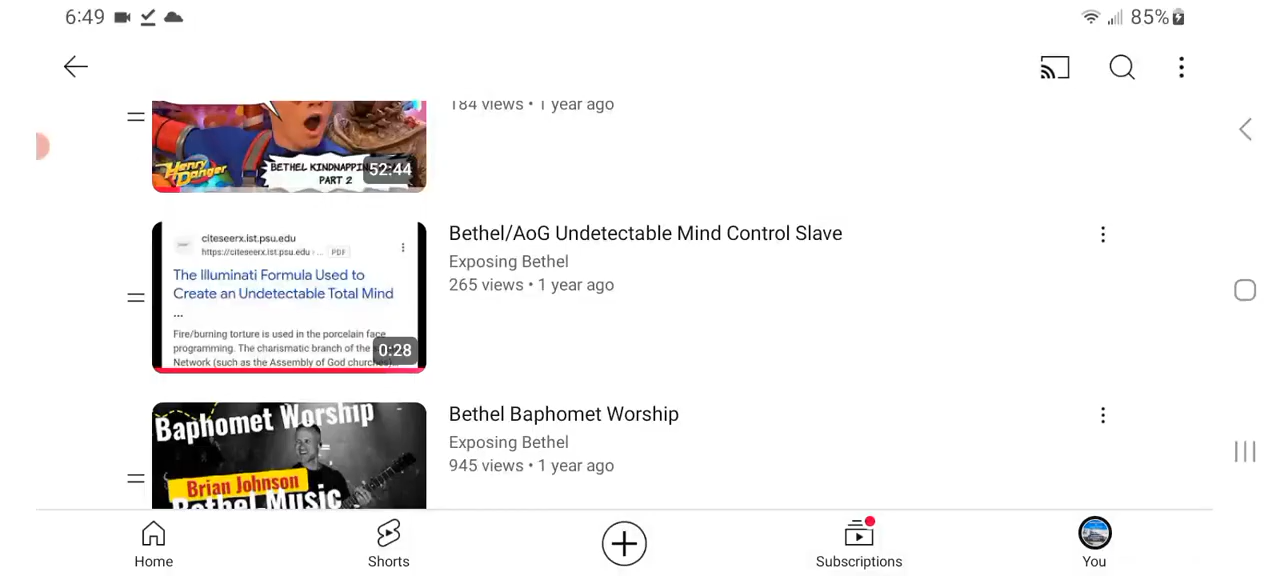 6:49
85%
184 views • 1 year ago
Henry Danger
BETHEL KINDNAPPIN
PART 2
52:44
citeseerx.ist.psu.edu
https://citeseerx.ist.psu.edu › ... PDF
The Illuminati Formula Used to
Create an Undetectable Total Mind
...
Fire/burning torture is used in the porcelain face
programming. The charismatic branch of the
Network (such as the Assembly of God churches)
0:28
Bethel/AoG Undetectable Mind Control Slave
Exposing Bethel
265 views • 1 year ago
Baphomet Worship
Brian Johnson
Bethel Music
Bethel Baphomet Worship
Exposing Bethel
945 views • 1 year ago
Home
Shorts
Subscriptions
You